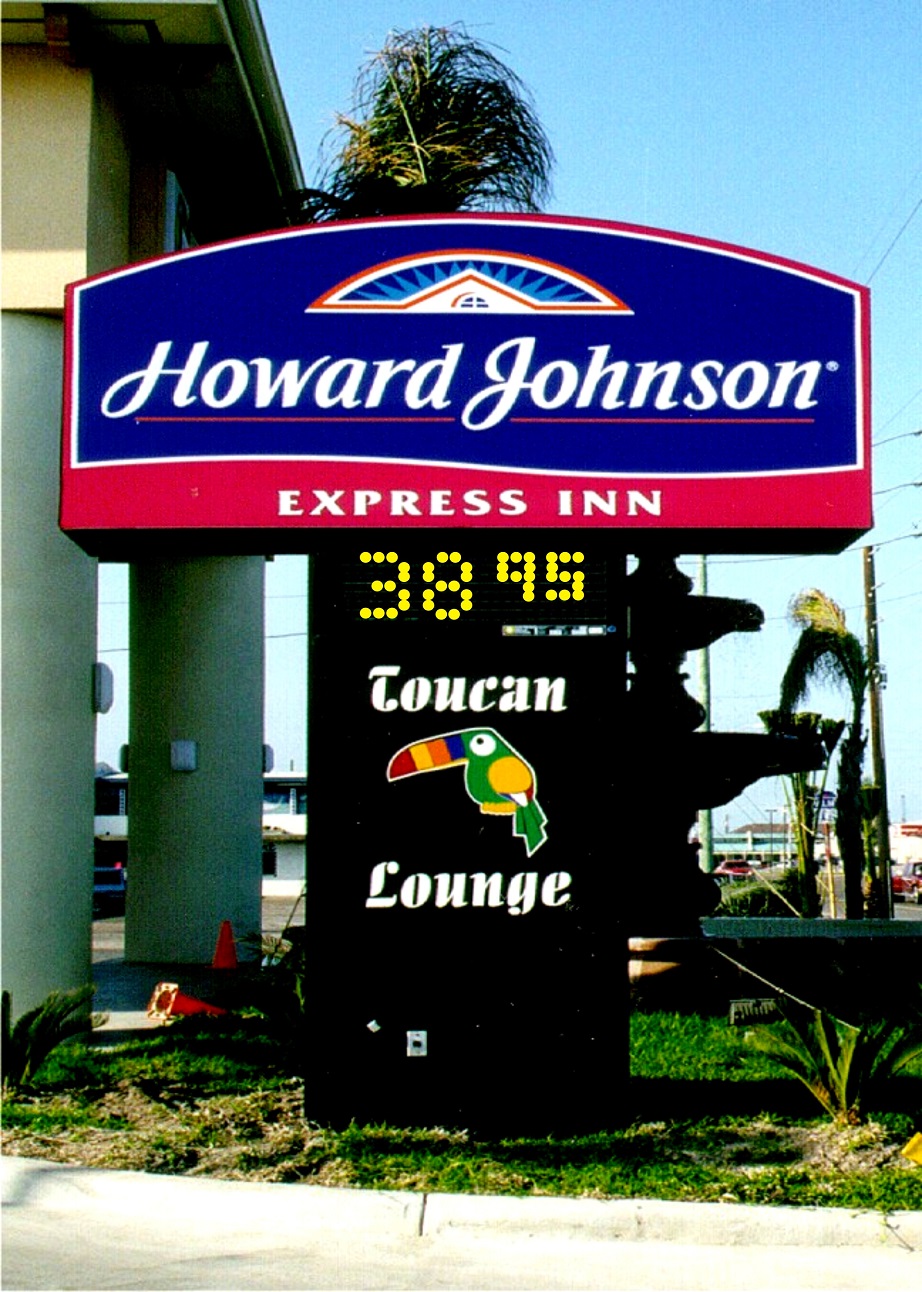 Howard Johnson®
EXPRESS INN
38 95
Toucan
Lounge